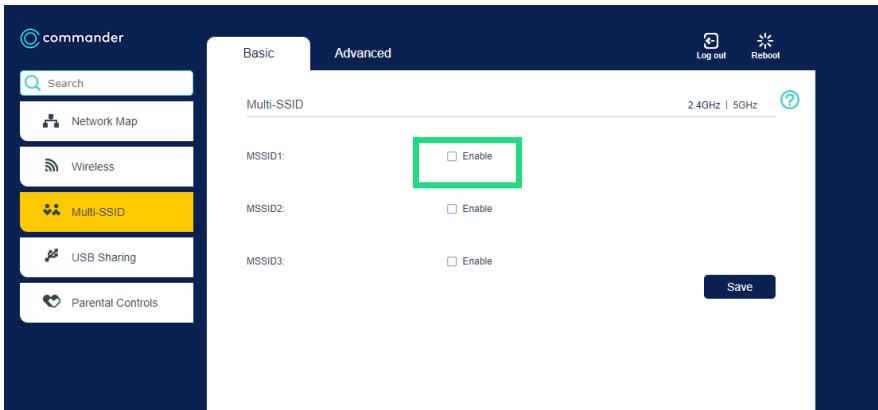 commander
Basic
Advanced
Log out
Reboot
Search
Network Map
Wireless
Multi-SSID
USB Sharing
Parental Controls
Multi-SSID
2.4GHz | 5GHz
?
MSSID1:
Enable
MSSID2:
Enable
MSSID3:
Enable
Save